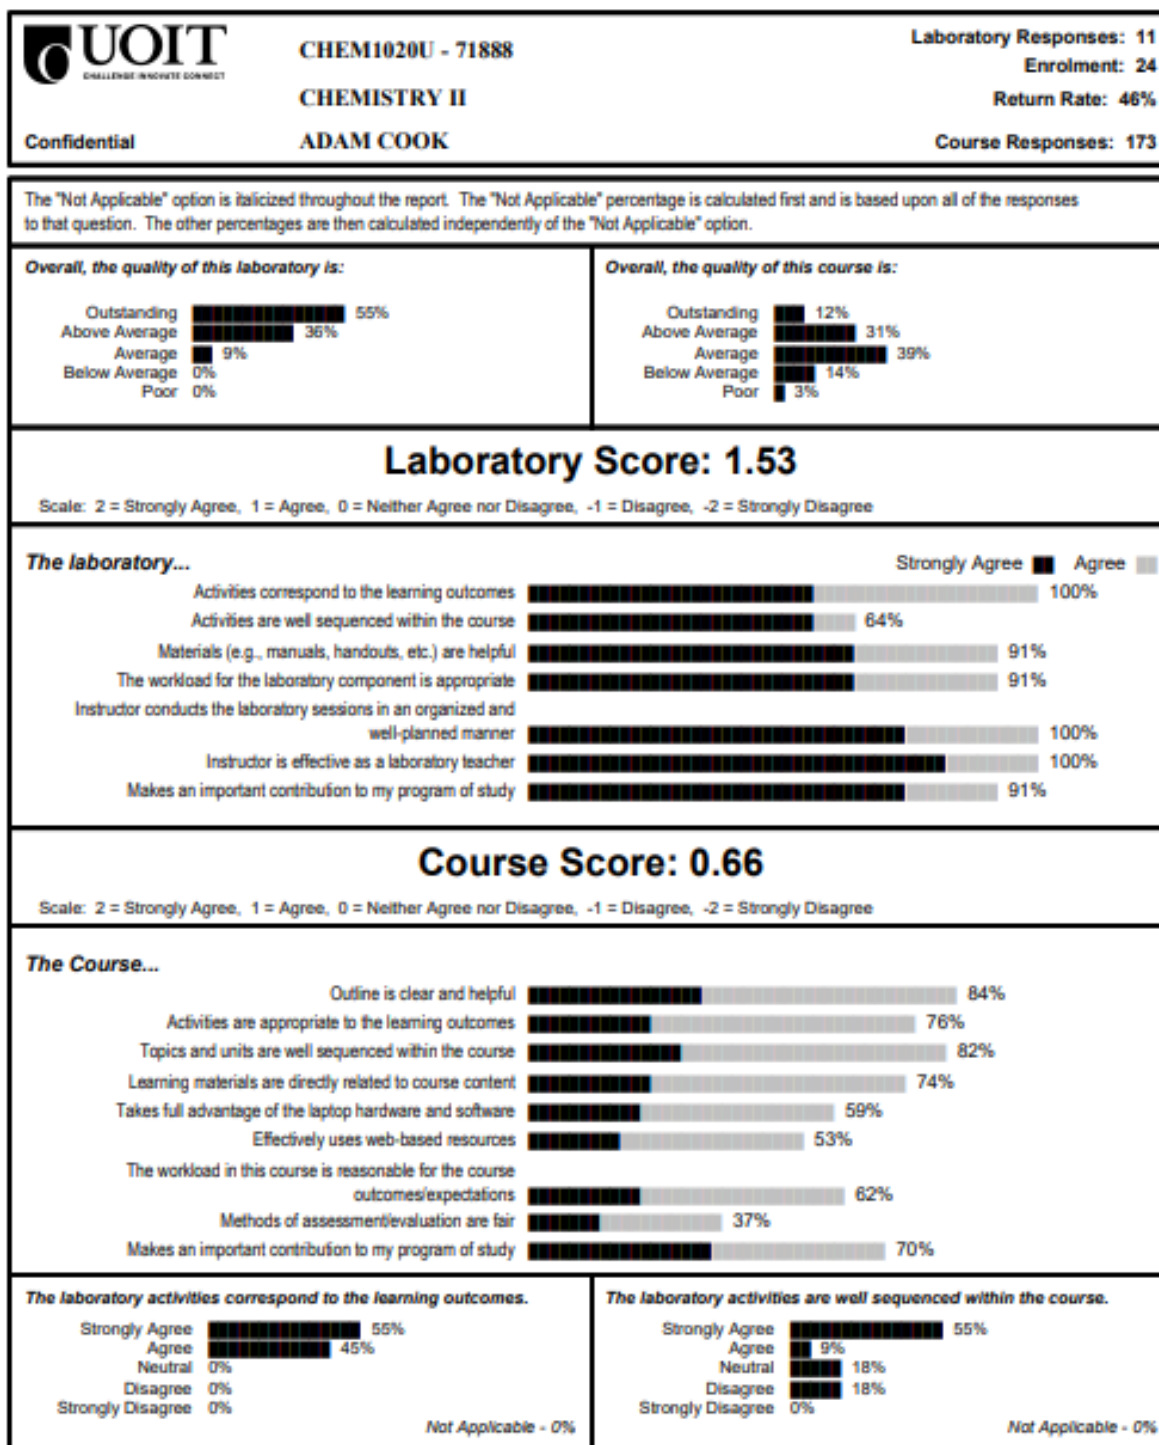 UOIT
CHALLENGE INNOVATE CONNECT
CHEM1020U - 71888
CHEMISTRY II
ADAM COOK
Confidential
Laboratory Responses: 11
Enrolment: 24
Return Rate: 46%
Course Responses: 173
The "Not Applicable" option is italicized throughout the report. The "Not Applicable" percentage is calculated first and is based upon all of the responses
to that question. The other percentages are then calculated independently of the "Not Applicable" option.
Overall, the quality of this laboratory is:
Outstanding 55%
Above Average 36%
Average 9%
Below Average 0%
Poor 0%
Overall, the quality of this course is:
Outstanding 12%
Above Average 31%
Average 39%
Below Average 14%
Poor 3%
Laboratory Score: 1.53
Scale: 2 = Strongly Agree, 1 = Agree, 0 = Neither Agree nor Disagree, -1 = Disagree, -2 = Strongly Disagree
The laboratory...
Strongly Agree Agree
Activities correspond to the learning outcomes 100%
Activities are well sequenced within the course 64%
Materials (e.g., manuals, handouts, etc.) are helpful 91%
The workload for the laboratory component is appropriate 91%
Instructor conducts the laboratory sessions in an organized and
well-planned manner 100%
Instructor is effective as a laboratory teacher 100%
Makes an important contribution to my program of study 91%
Course Score: 0.66
Scale: 2 = Strongly Agree, 1 = Agree, 0 = Neither Agree nor Disagree, -1 = Disagree, -2 = Strongly Disagree
The Course...
Outline is clear and helpful 84%
Activities are appropriate to the learning outcomes 76%
Topics and units are well sequenced within the course 82%
Learning materials are directly related to course content 74%
Takes full advantage of the laptop hardware and software 59%
Effectively uses web-based resources 53%
The workload in this course is reasonable for the course
outcomes/expectations 62%
Methods of assessment/evaluation are fair 37%
Makes an important contribution to my program of study 70%
The laboratory activities correspond to the learning outcomes.
Strongly Agree 55%
Agree 45%
Neutral 0%
Disagree 0%
Strongly Disagree 0%
Not Applicable - 0%
The laboratory activities are well sequenced within the course.
Strongly Agree 55%
Agree 9%
Neutral 18%
Disagree 18%
Strongly Disagree 0%
Not Applicable - 0%